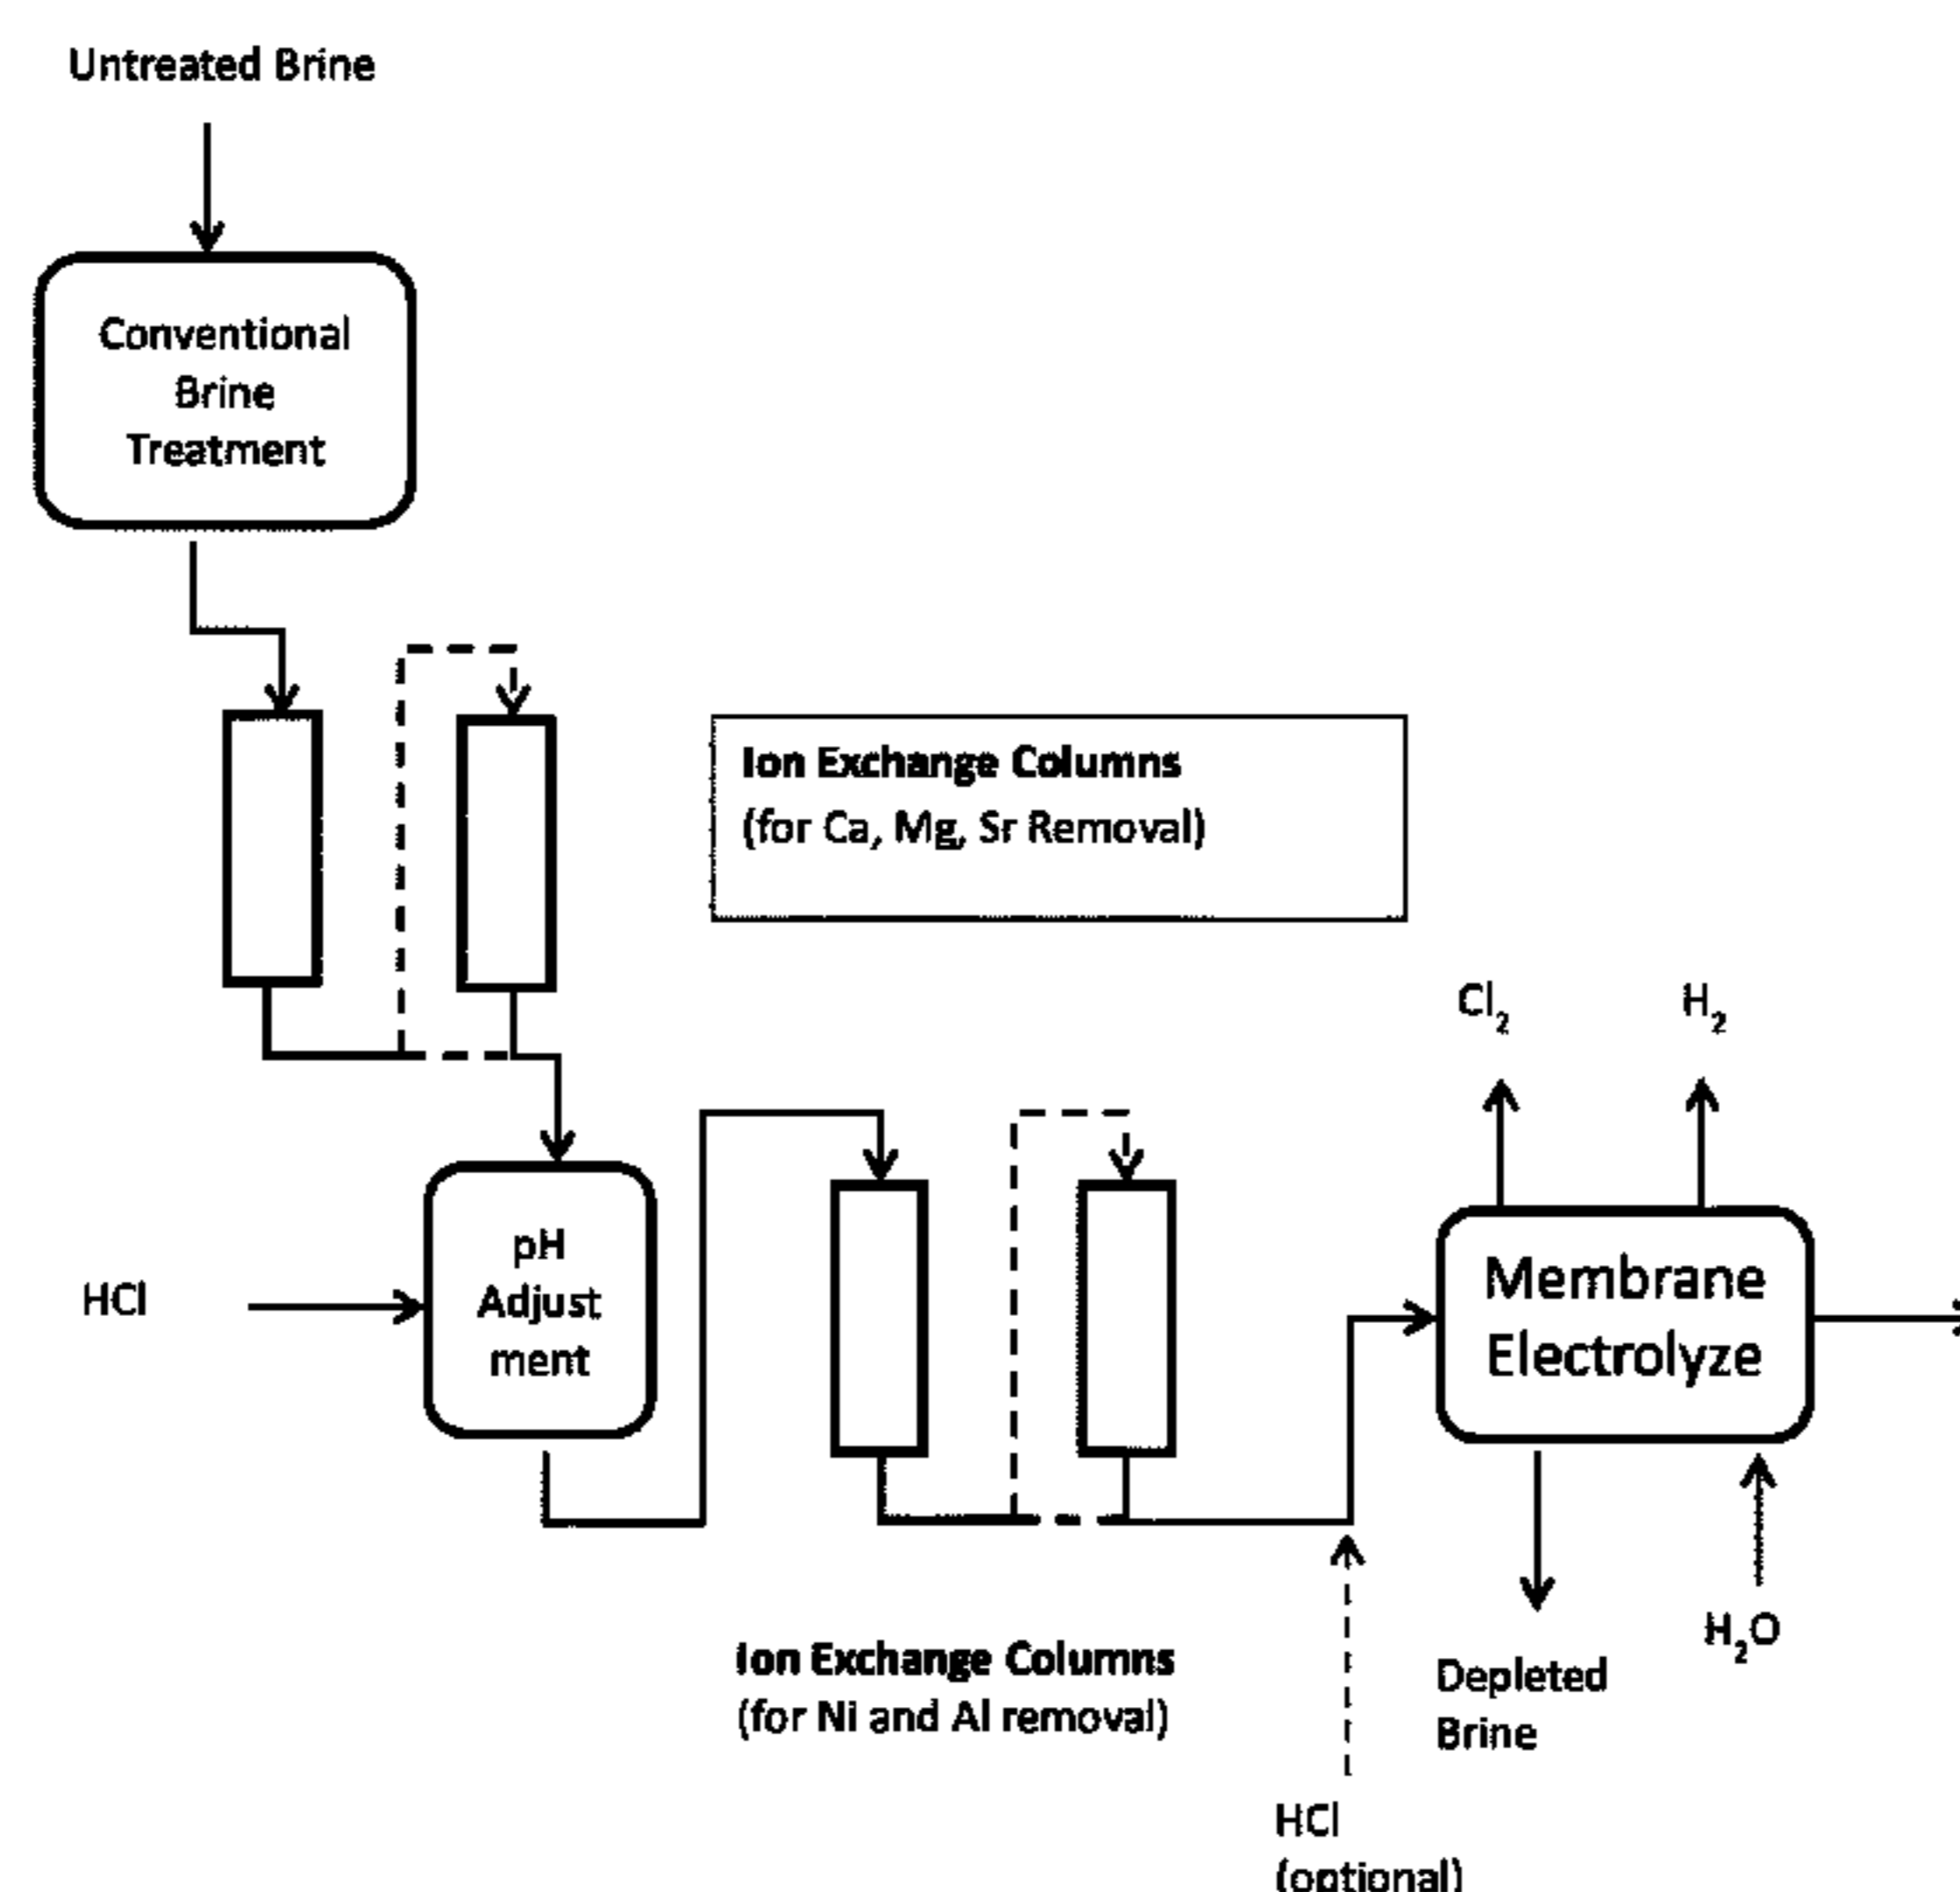 Untreated Brine
Conventional
Brine
Treatment
Ion Exchange Columns
(for Ca, Mg, Sr Removal)
Cl₂
H₂
pH
Adjust
ment
HCl
Membrane
Electrolyze
H₂O
Depleted
Brine
Ion Exchange Columns
(for Ni and Al removal)
HCl
(optional)